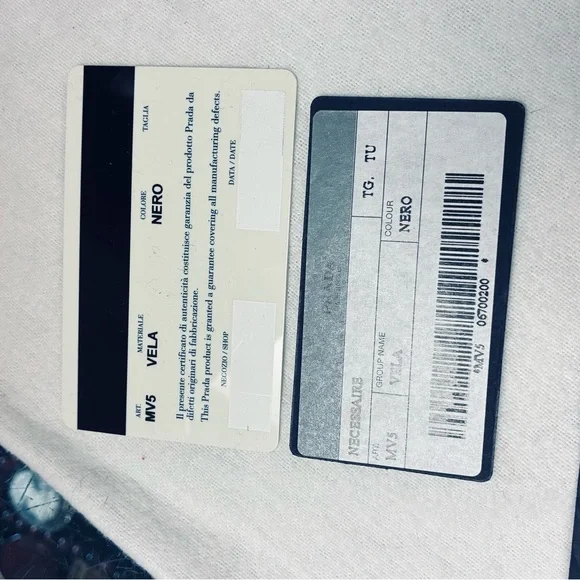 ART. MATERIALE COLORE TAGLIA
MV5 VELA NERO
Il presente certificato di autenticità costituisce garanzia del prodotto Prada da
difetti originari di fabbricazione.
This Prada product is granted a guarantee covering all manufacturing defects.
NEGOZIO / SHOP DATA / DATE
PRADA
NECESSAIRE TG. TU
ART. GROUP NAME COLOUR
MV5 VELA NERO
*MV5 06700200 *